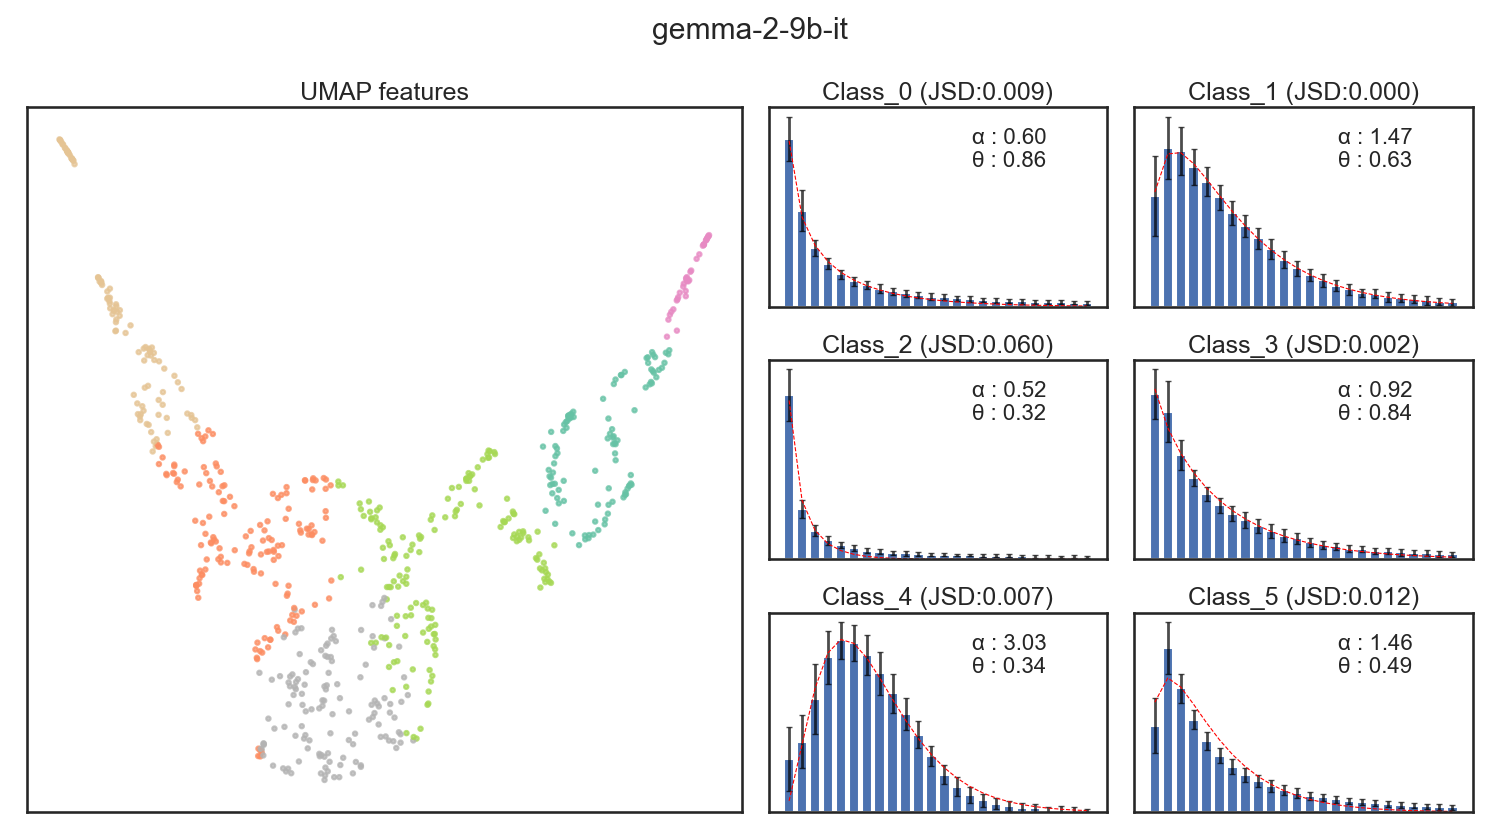 gemma-2-9b-it
UMAP features
Class_0 (JSD:0.009)
α : 0.60
θ : 0.86
Class_1 (JSD:0.000)
α : 1.47
θ : 0.63
Class_2 (JSD:0.060)
α : 0.52
θ : 0.32
Class_3 (JSD:0.002)
α : 0.92
θ : 0.84
Class_4 (JSD:0.007)
α : 3.03
θ : 0.34
Class_5 (JSD:0.012)
α : 1.46
θ : 0.49